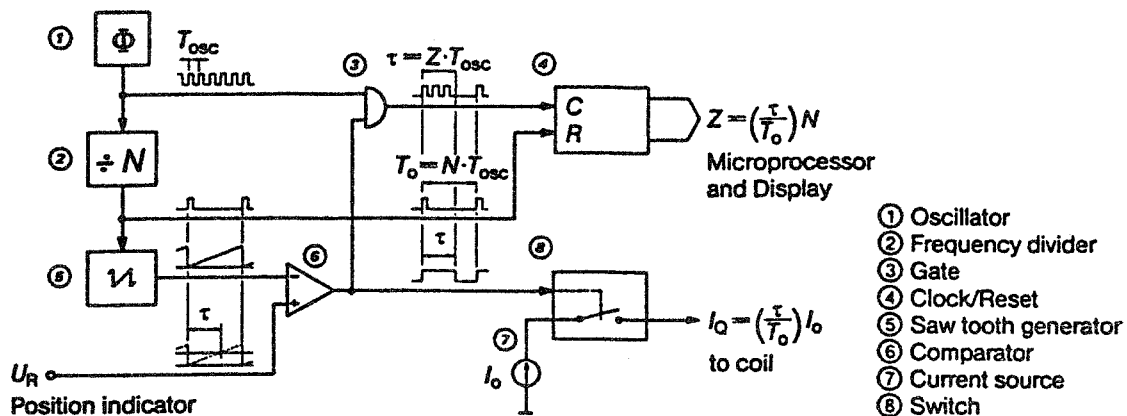 ① Φ
T_osc
③
τ = Z·T_osc
④
C
R
Z = (τ/T_o) N
Microprocessor
and Display
② ÷ N
T_o = N·T_osc
τ
⑤
τ
⑥
− +
⑧
⑦
I_o
I_Q = (τ/T_o) I_o
to coil
U_R
Position indicator
① Oscillator
② Frequency divider
③ Gate
④ Clock/Reset
⑤ Saw tooth generator
⑥ Comparator
⑦ Current source
⑧ Switch